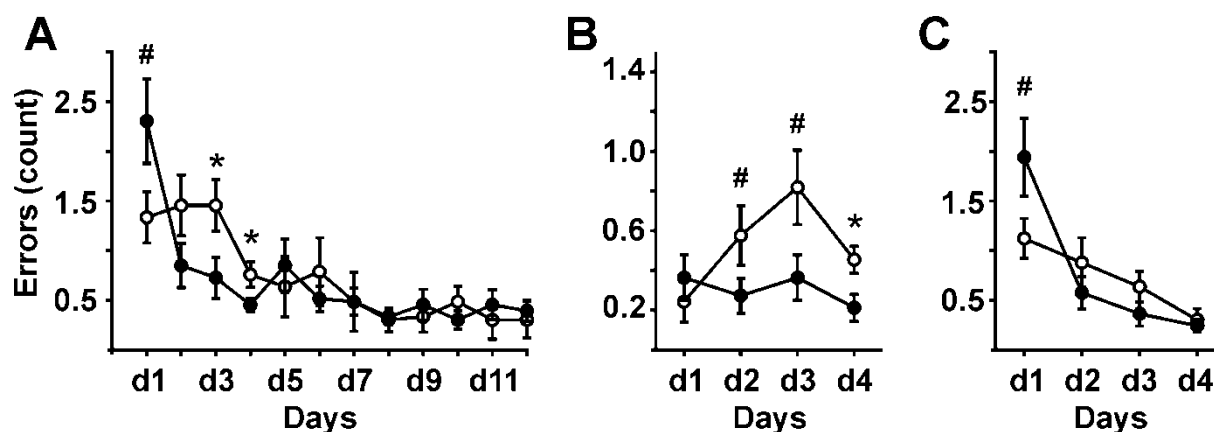 A
B
C
Errors (count)
#
*
*
2.5
1.5
0.5
d1 d3 d5 d7 d9 d11
Days
#
#
*
1.4
1.0
0.6
0.2
d1 d2 d3 d4
Days
#
2.5
1.5
0.5
d1 d2 d3 d4
Days